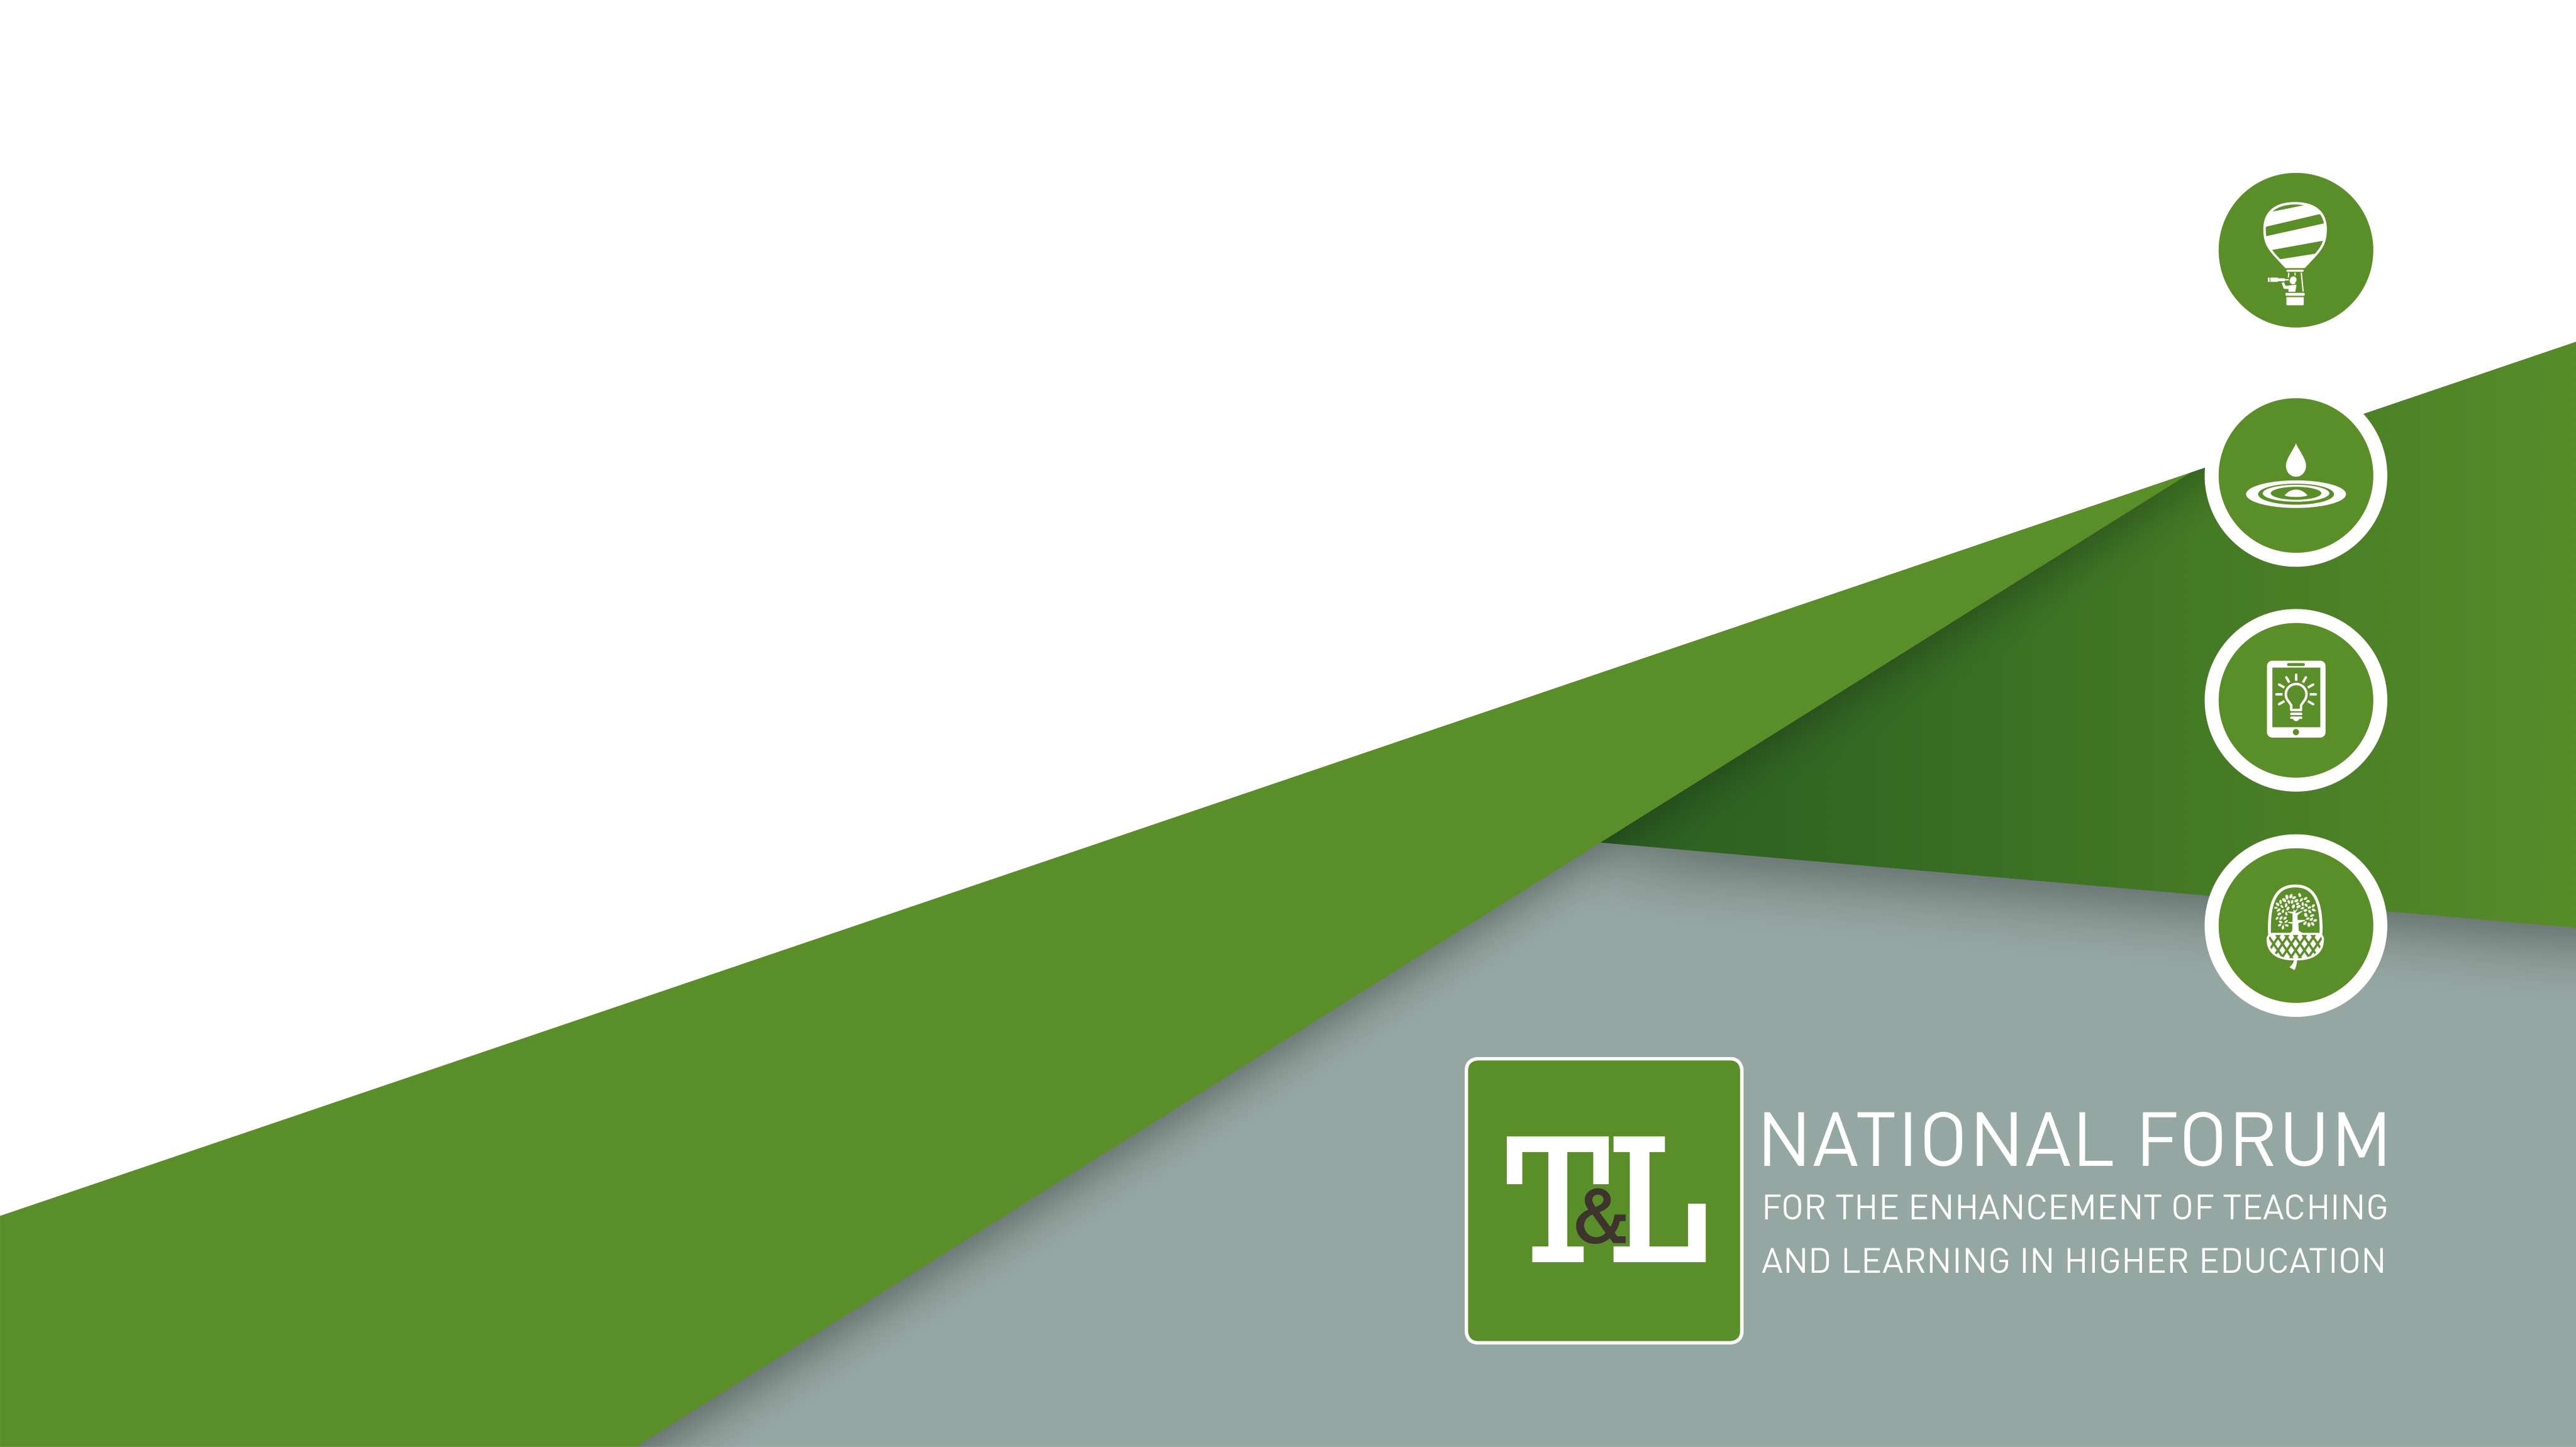 T&L
NATIONAL FORUM
FOR THE ENHANCEMENT OF TEACHING
AND LEARNING IN HIGHER EDUCATION